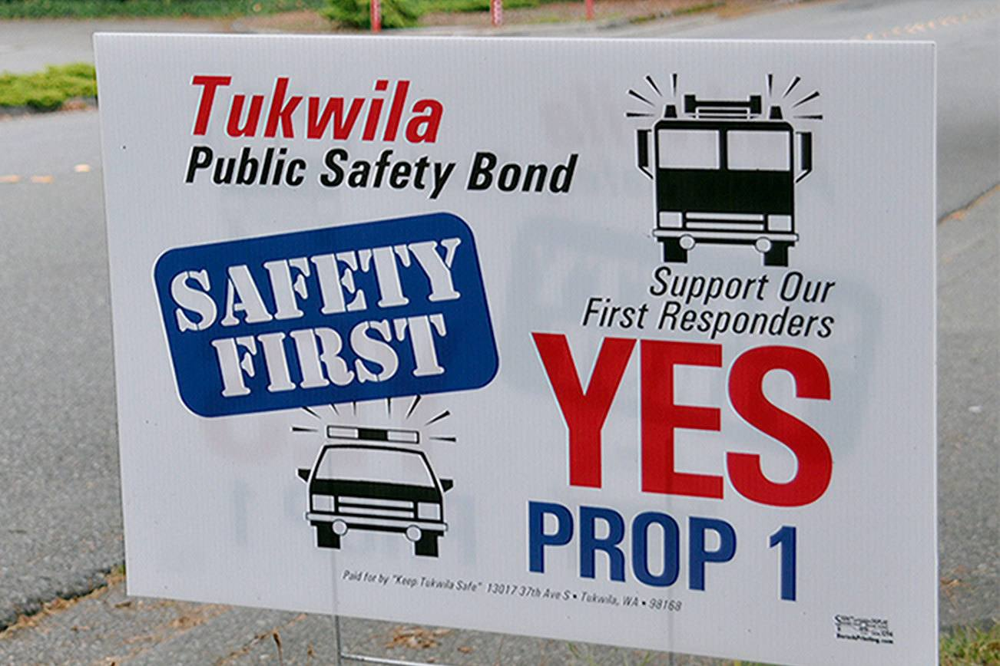 Tukwila
Public Safety Bond
SAFETY
FIRST
Support Our
First Responders
YES
PROP 1
Paid for by "Keep Tukwila Safe" 13017 37th Ave S • Tukwila, WA • 98168